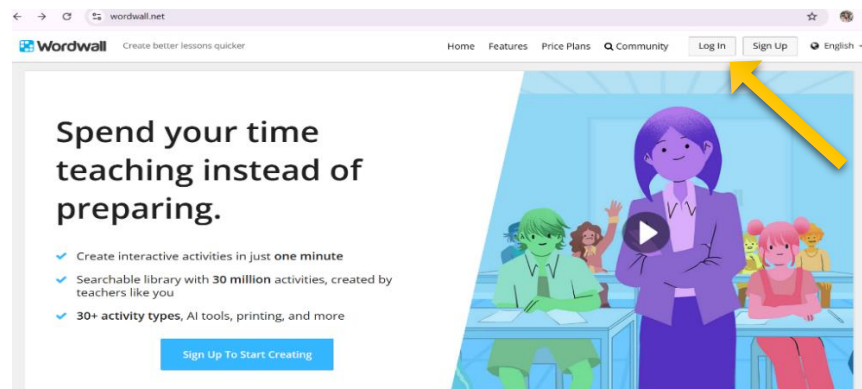 wordwall.net
Wordwall Create better lessons quicker Home Features Price Plans Community Log In Sign Up English
Spend your time
teaching instead of
preparing.
Create interactive activities in just one minute
Searchable library with 30 million activities, created by
teachers like you
30+ activity types, AI tools, printing, and more
Sign Up To Start Creating